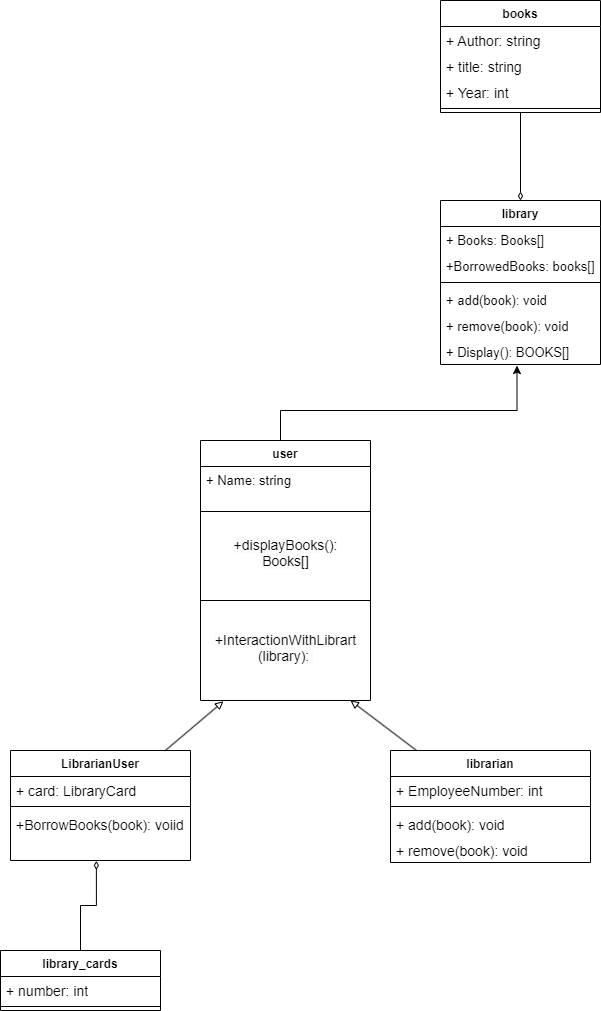 books
+ Author: string
+ title: string
+ Year: int
library
+ Books: Books[]
+BorrowedBooks: books[]
+ add(book): void
+ remove(book): void
+ Display(): BOOKS[]
user
+ Name: string
+displayBooks():
Books[]
+InteractionWithLibrart
(library):
LibrarianUser
+ card: LibraryCard
+BorrowBooks(book): voiid
librarian
+ EmployeeNumber: int
+ add(book): void
+ remove(book): void
library_cards
+ number: int